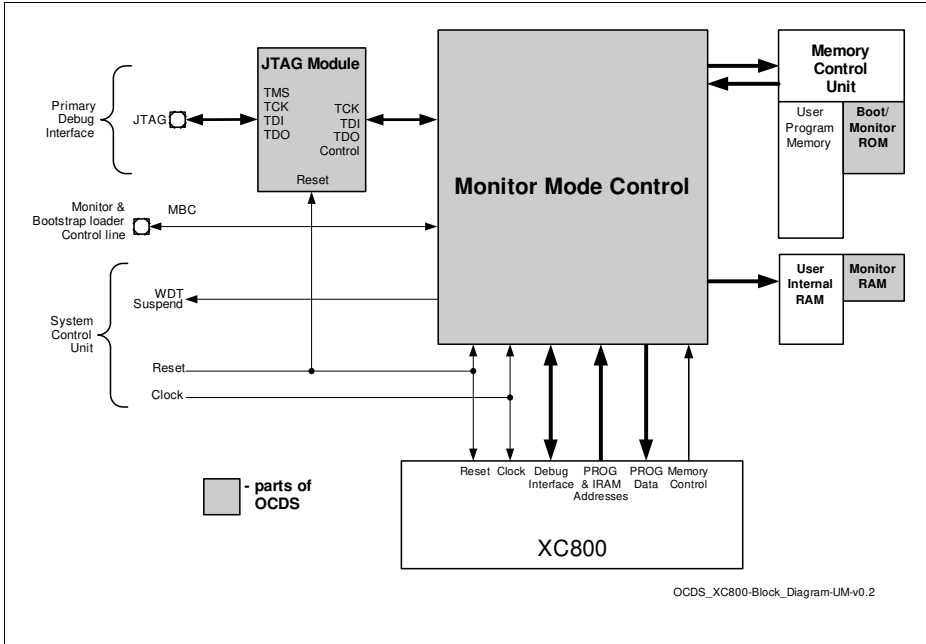 JTAG Module
TMS
TCK
TDI
TDO
TCK
TDI
TDO
Control
Reset
Primary
Debug
Interface
JTAG
Monitor &
Bootstrap loader
Control line
MBC
WDT
Suspend
System
Control
Unit
Reset
Clock
Monitor Mode Control
Memory
Control
Unit
User
Program
Memory
Boot/
Monitor
ROM
User
Internal
RAM
Monitor
RAM
Reset
Clock
Debug
Interface
PROG
& IRAM
Addresses
PROG
Data
Memory
Control
XC800
- parts of
OCDS
OCDS_XC800-Block_Diagram-UM-v0.2